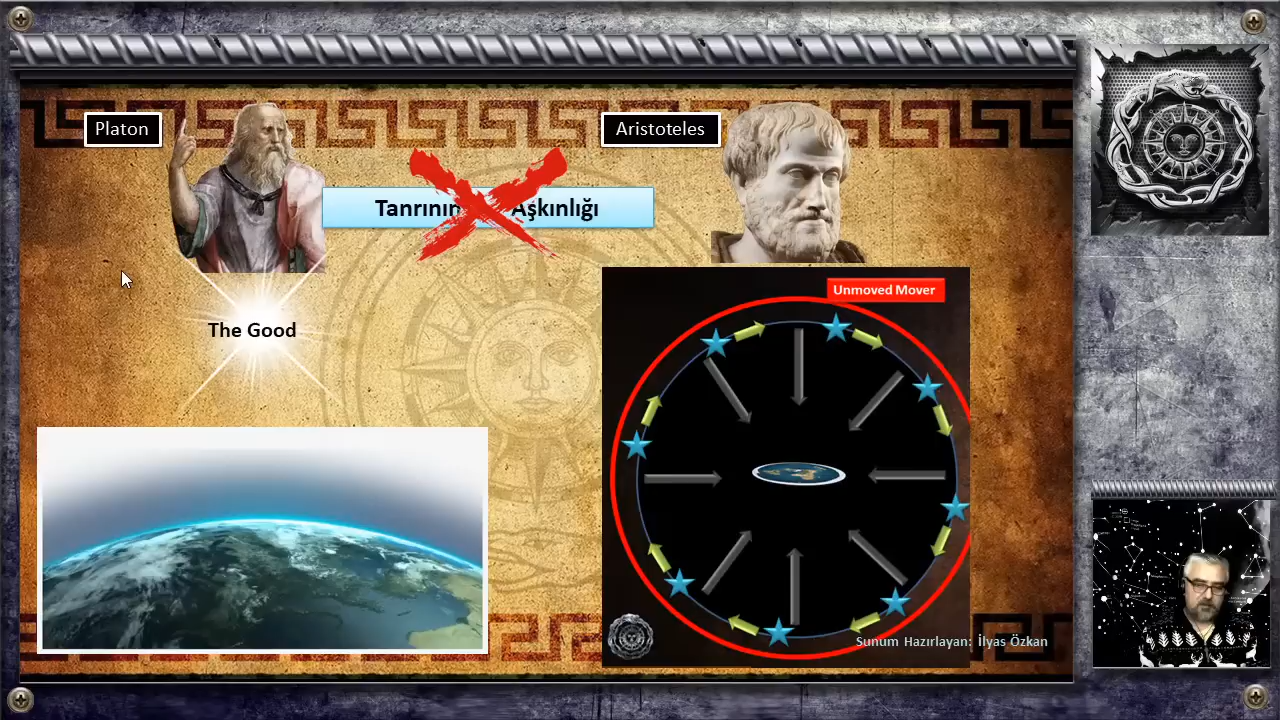 Platon
Aristoteles
Tanrının Aşkınlığı
Unmoved Mover
The Good
Sunum Hazırlayan: İlyas Özkan